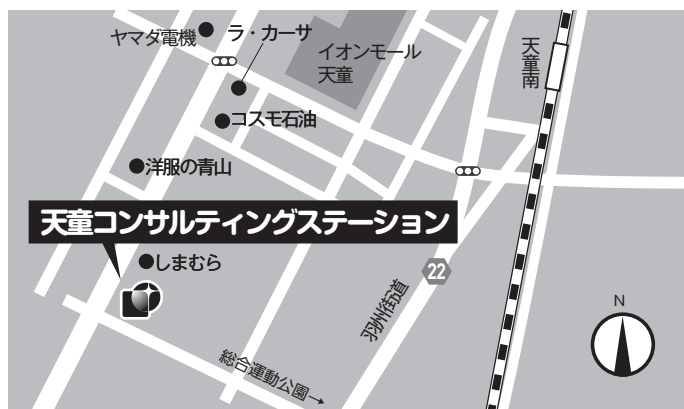 ヤマダ電機
ラ・カーサ
イオンモール
天童
天童南
コスモ石油
洋服の青山
天童コンサルティングステーション
しまむら
22
羽州街道
総合運動公園→
N